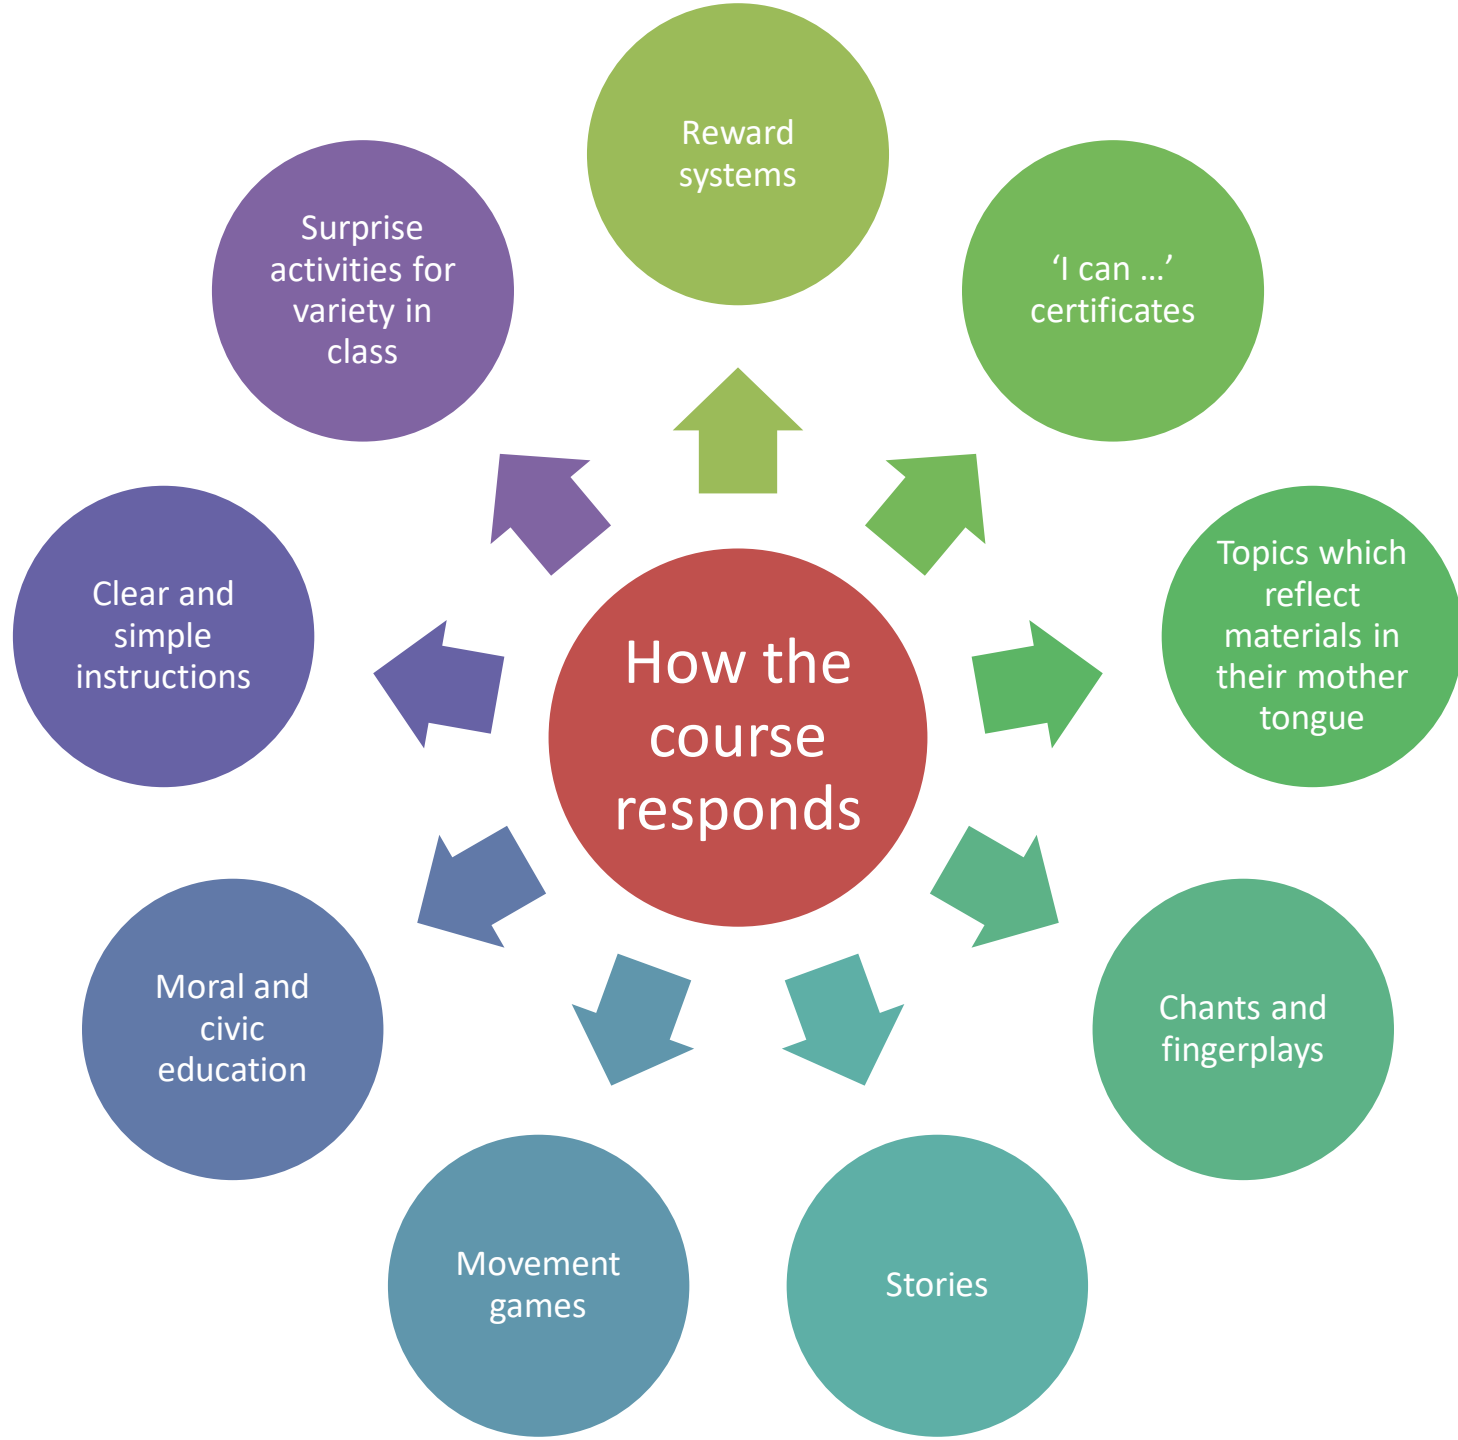 Reward
systems
‘I can …’
certificates
Topics which
reflect
materials in
their mother
tongue
Chants and
fingerplays
Stories
Movement
games
Moral and
civic
education
Clear and
simple
instructions
Surprise
activities for
variety in
class
How the
course
responds